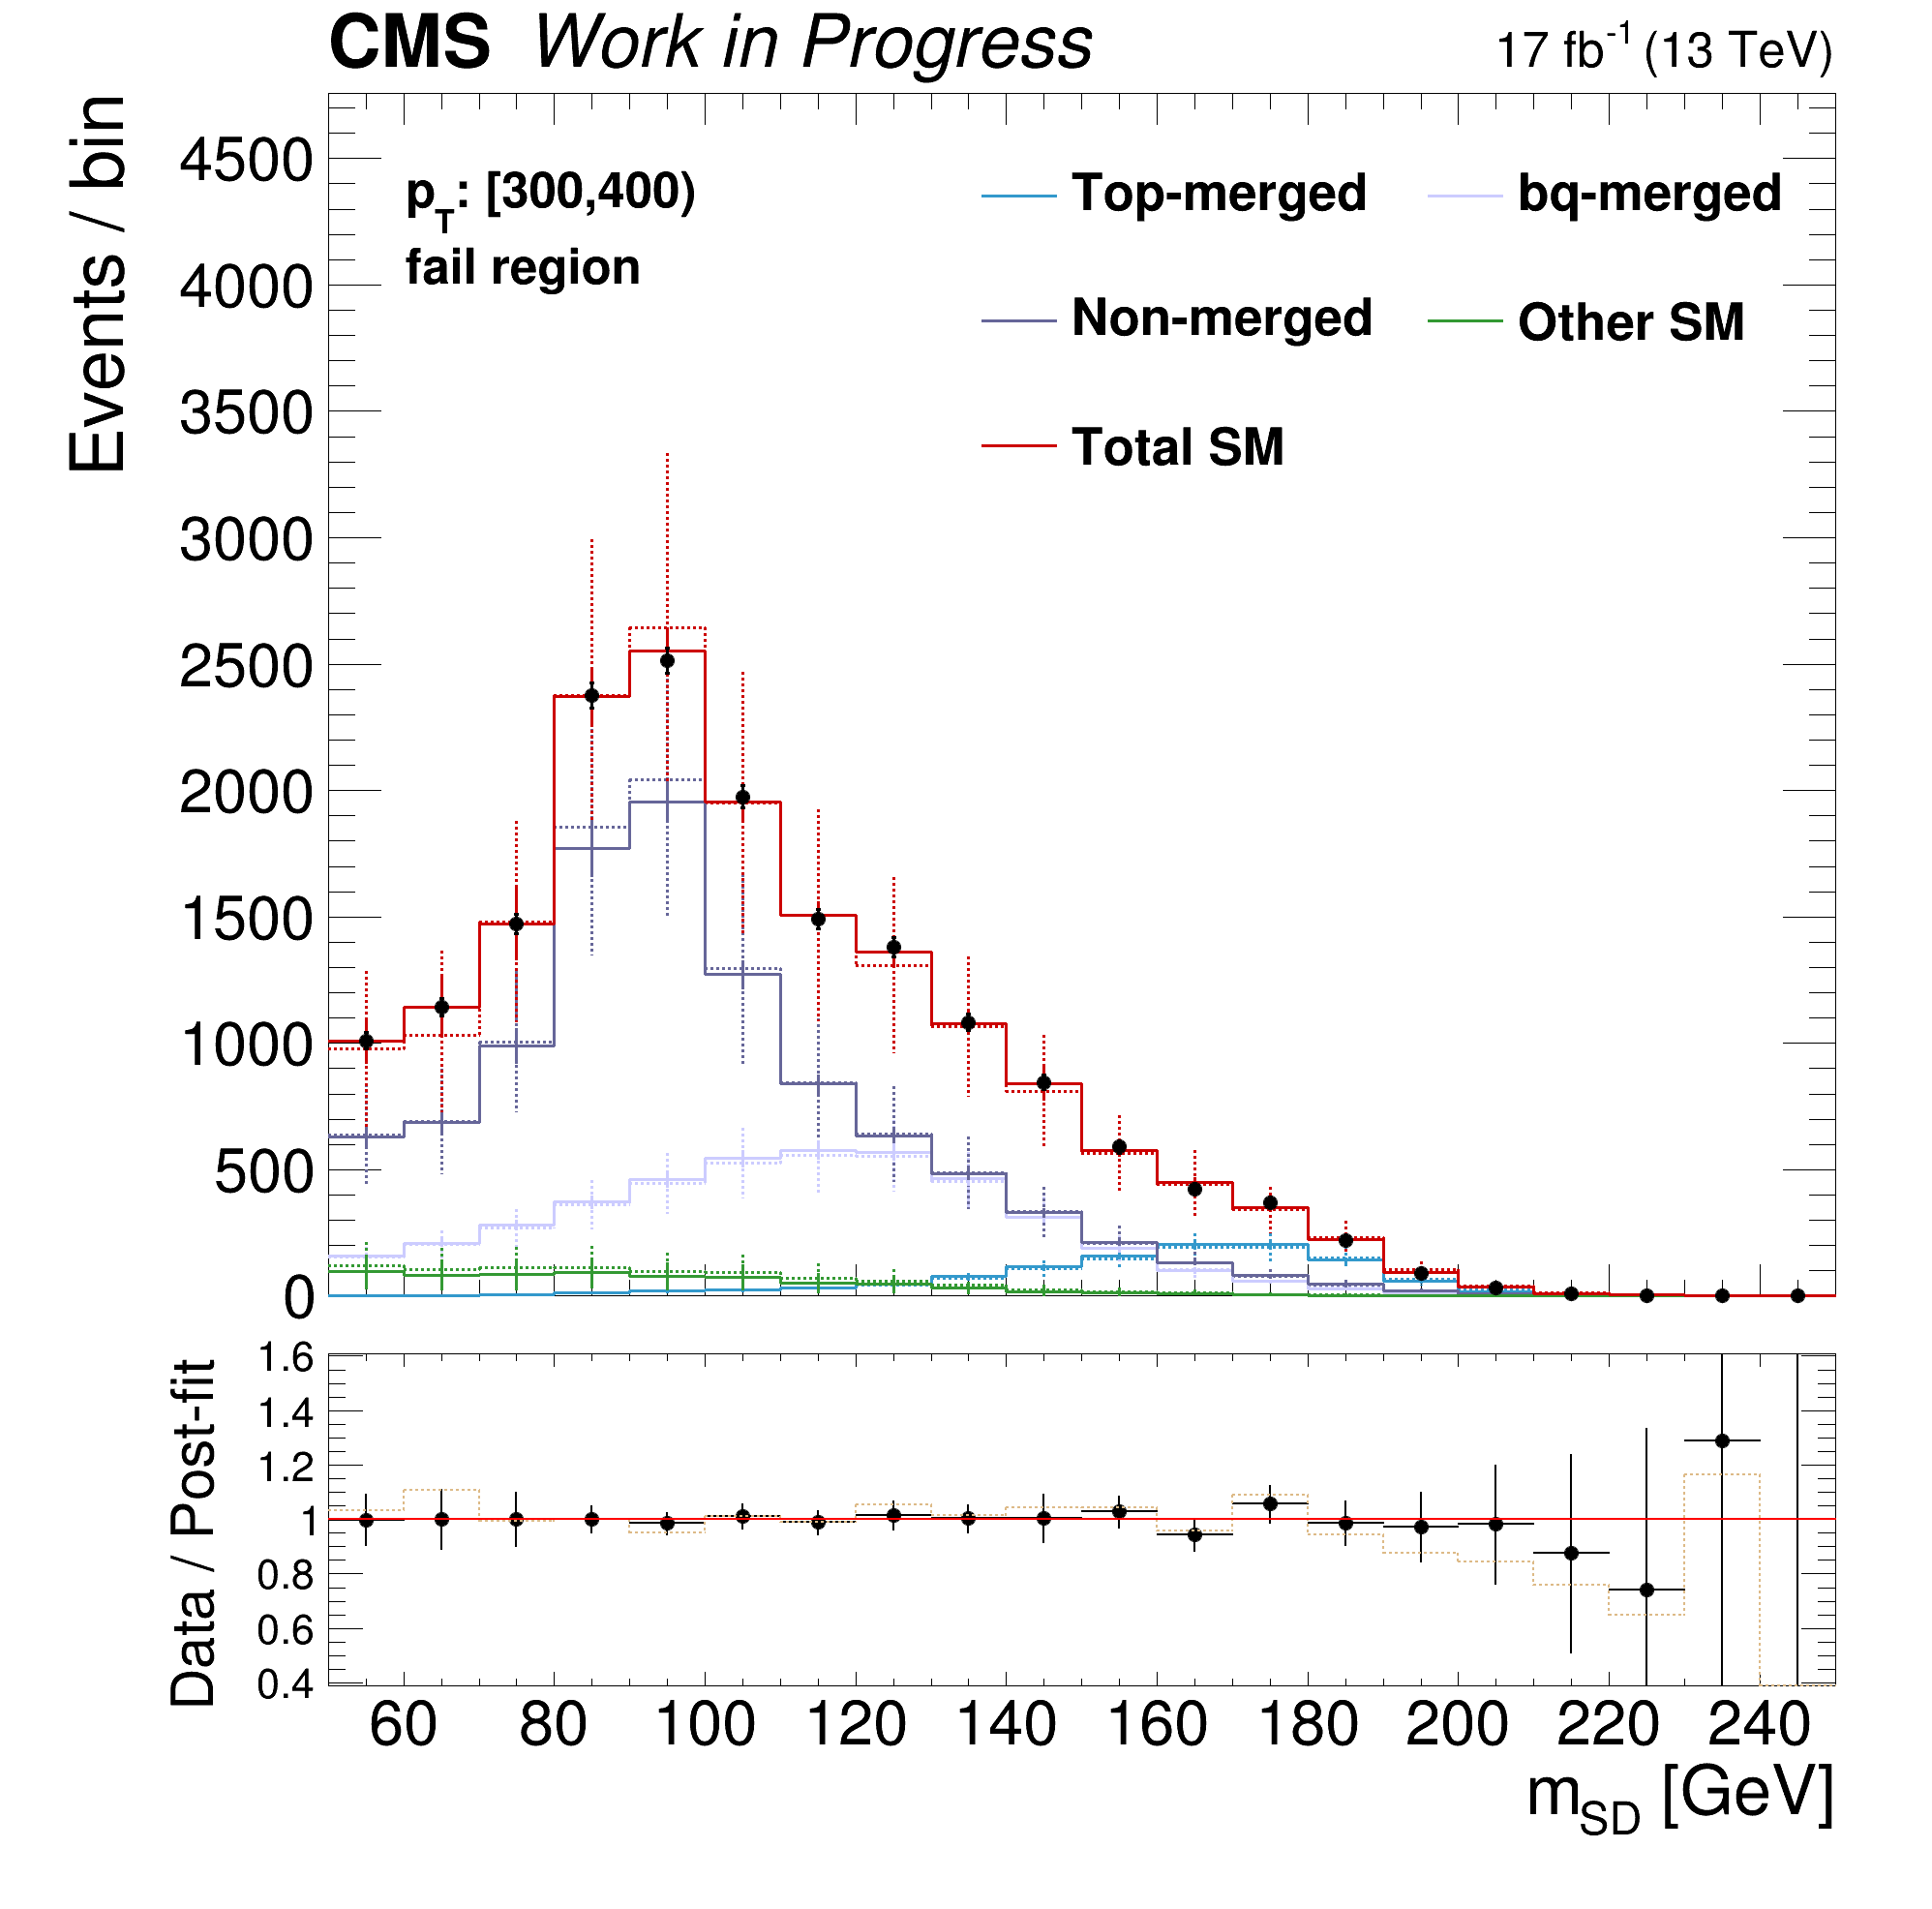 CMS Work in Progress
17 fb-1 (13 TeV)
Events / bin
4500
4000
3500
3000
2500
2000
1500
1000
500
0
pT: [300,400)
fail region
Top-merged
bq-merged
Non-merged
Other SM
Total SM
Data / Post-fit
1.6
1.4
1.2
1
0.8
0.6
0.4
60 80 100 120 140 160 180 200 220 240
mSD [GeV]